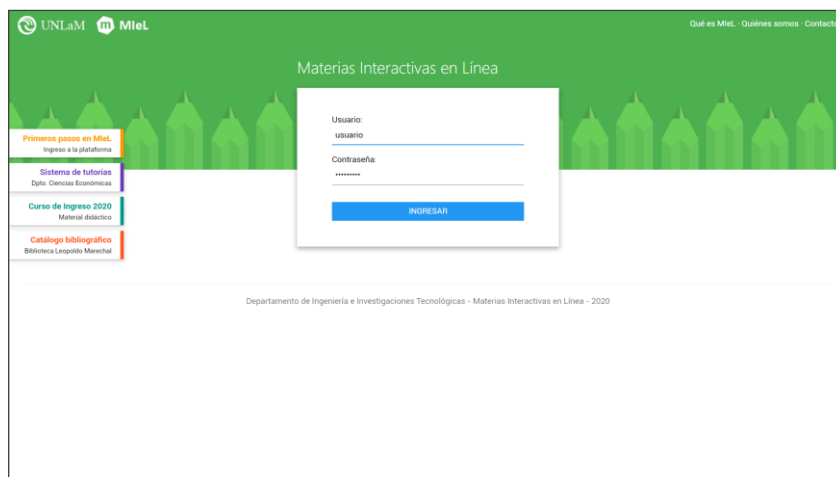 UNLaM MIeL
Qué es MIeL · Quiénes somos · Contacto
Materias Interactivas en Línea
Usuario:
usuario
Contraseña:
•••••••••
INGRESAR
Primeros pasos en MIeL
Ingreso a la plataforma
Sistema de tutorías
Dpto. Ciencias Económicas
Curso de Ingreso 2020
Material didáctico
Catálogo bibliográfico
Biblioteca Leopoldo Marechal
Departamento de Ingeniería e Investigaciones Tecnológicas - Materias Interactivas en Línea - 2020